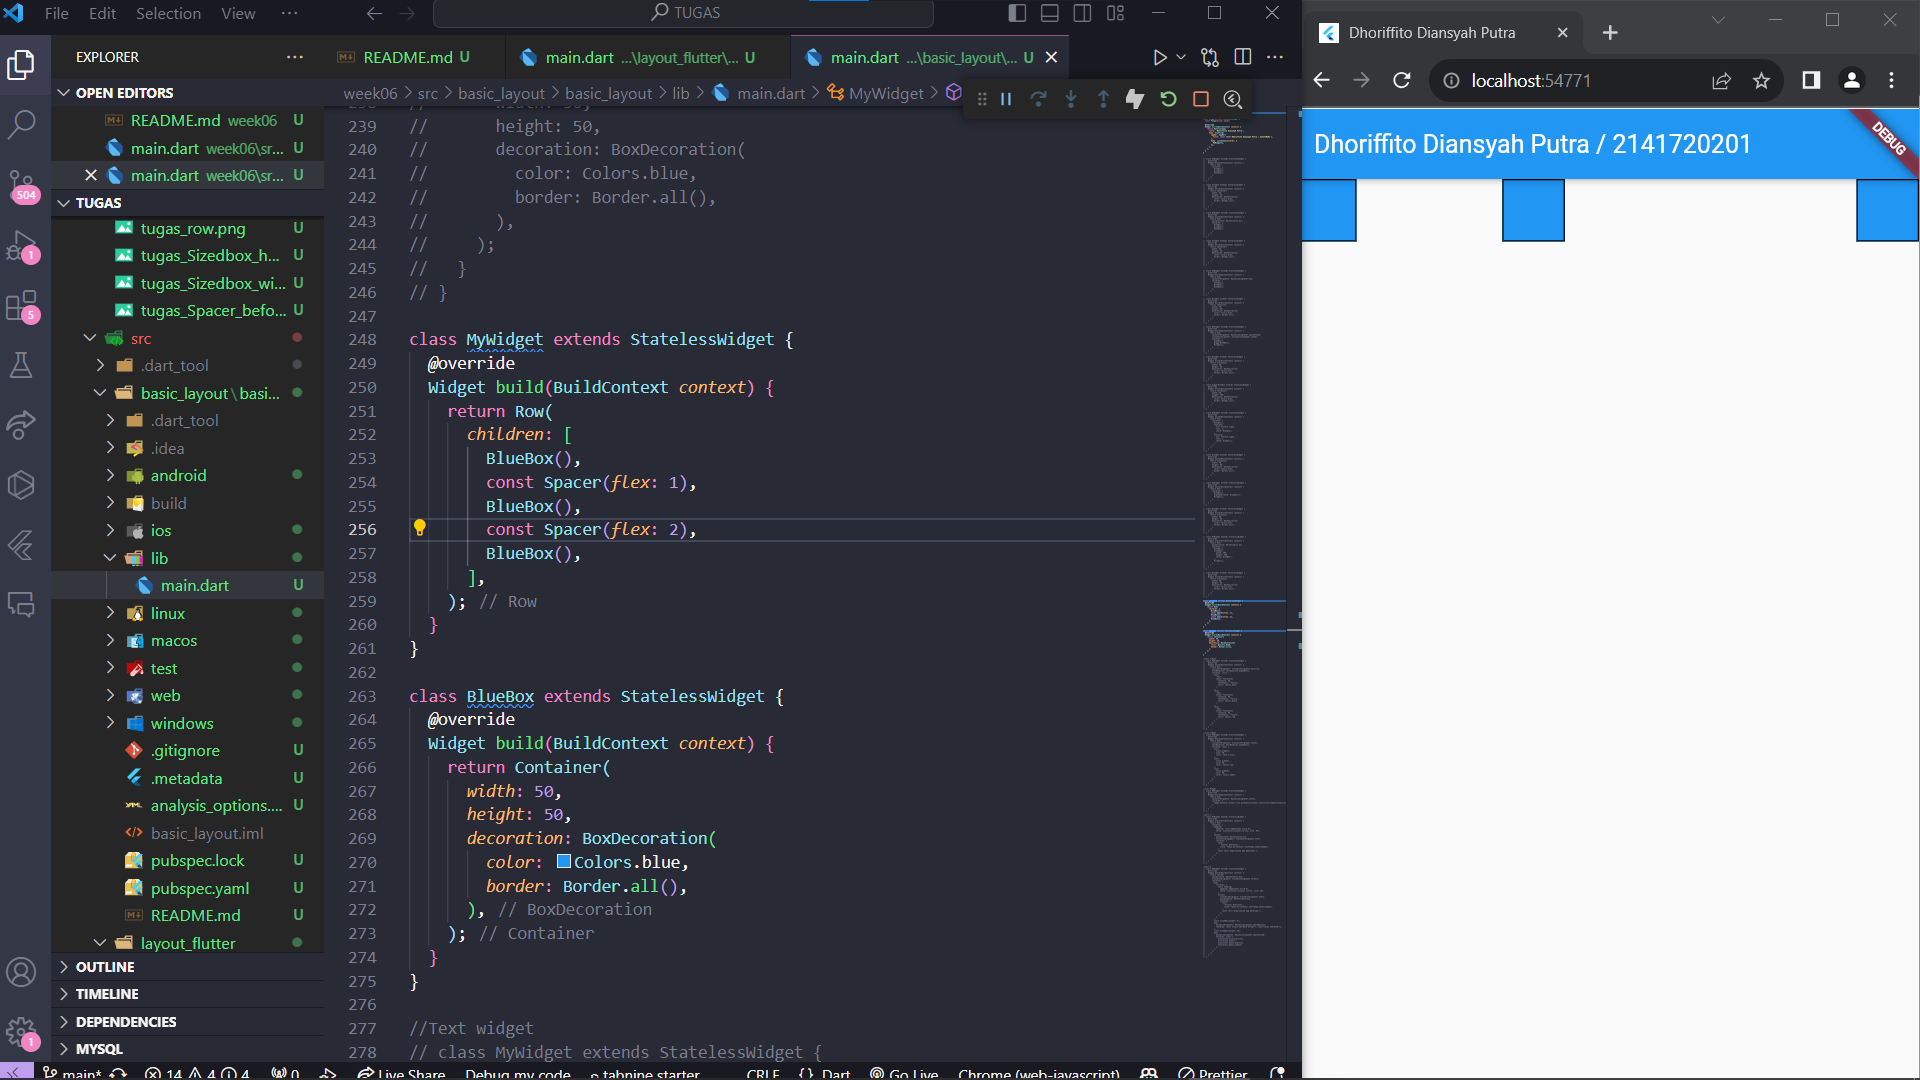 File Edit Selection View ··· TUGAS
EXPLORER
OPEN EDITORS
README.md week06 U
main.dart week06\sr... U
main.dart week06\sr... U
TUGAS
tugas_row.png U
tugas_Sizedbox_h... U
tugas_Sizedbox_wi... U
tugas_Spacer_befo... U
src
.dart_tool
basic_layout\basi...
.dart_tool
.idea
android
build
ios
lib
main.dart U
linux
macos
test
web
windows
.gitignore U
.metadata U
analysis_options.... U
basic_layout.iml
pubspec.lock U
pubspec.yaml U
README.md U
layout_flutter
OUTLINE
TIMELINE
DEPENDENCIES
MYSQL
504
1
5
1
README.md U main.dart ...\layout_flutter\... U main.dart ...\basic_layout\... U
week06 > src > basic_layout > basic_layout > lib > main.dart > MyWidget >
239 // height: 50,
240 // decoration: BoxDecoration(
241 // color: Colors.blue,
242 // border: Border.all(),
243 // ),
244 // );
245 // }
246 // }
247
248 class MyWidget extends StatelessWidget {
249 @override
250 Widget build(BuildContext context) {
251 return Row(
252 children: [
253 BlueBox(),
254 const Spacer(flex: 1),
255 BlueBox(),
256 const Spacer(flex: 2),
257 BlueBox(),
258 ],
259 ); // Row
260 }
261 }
262
263 class BlueBox extends StatelessWidget {
264 @override
265 Widget build(BuildContext context) {
266 return Container(
267 width: 50,
268 height: 50,
269 decoration: BoxDecoration(
270 color: Colors.blue,
271 border: Border.all(),
272 ), // BoxDecoration
273 ); // Container
274 }
275 }
276
277 //Text widget
278 // class MyWidget extends StatelessWidget {
main* 14 4 4 0 Live Share Debug my code tabnine starter CRLF {} Dart Go Live Chrome (web-javascript) Prettier
Dhoriffito Diansyah Putra
localhost:54771
Dhoriffito Diansyah Putra / 2141720201
DEBUG